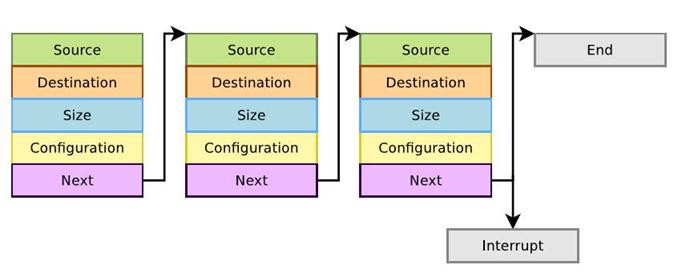 Source
Destination
Size
Configuration
Next
Source
Destination
Size
Configuration
Next
Source
Destination
Size
Configuration
Next
End
Interrupt